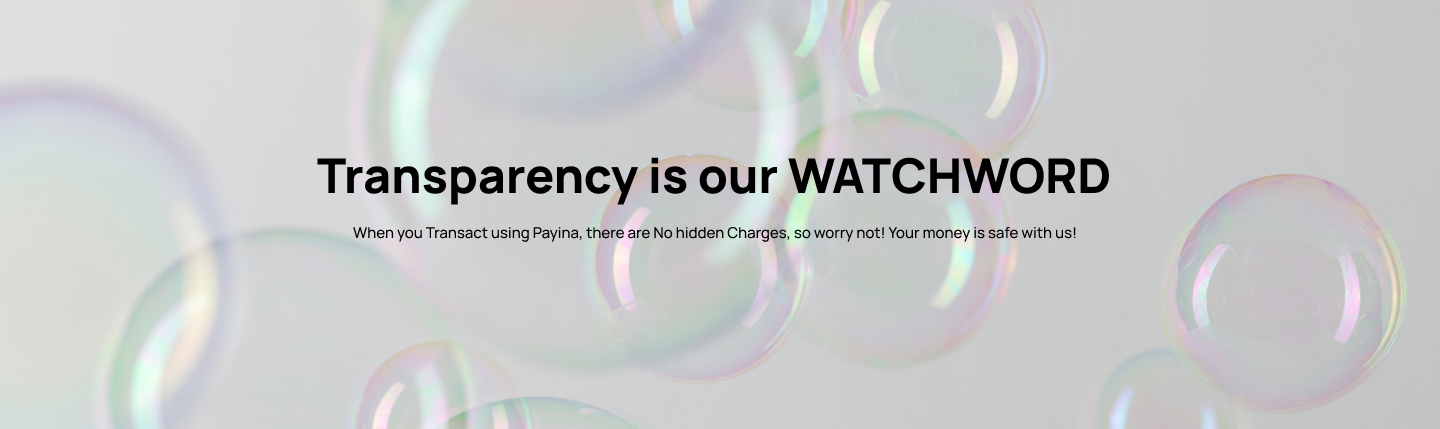 Transparency is our WATCHWORD
When you Transact using Payina, there are No hidden Charges, so worry not! Your money is safe with us!